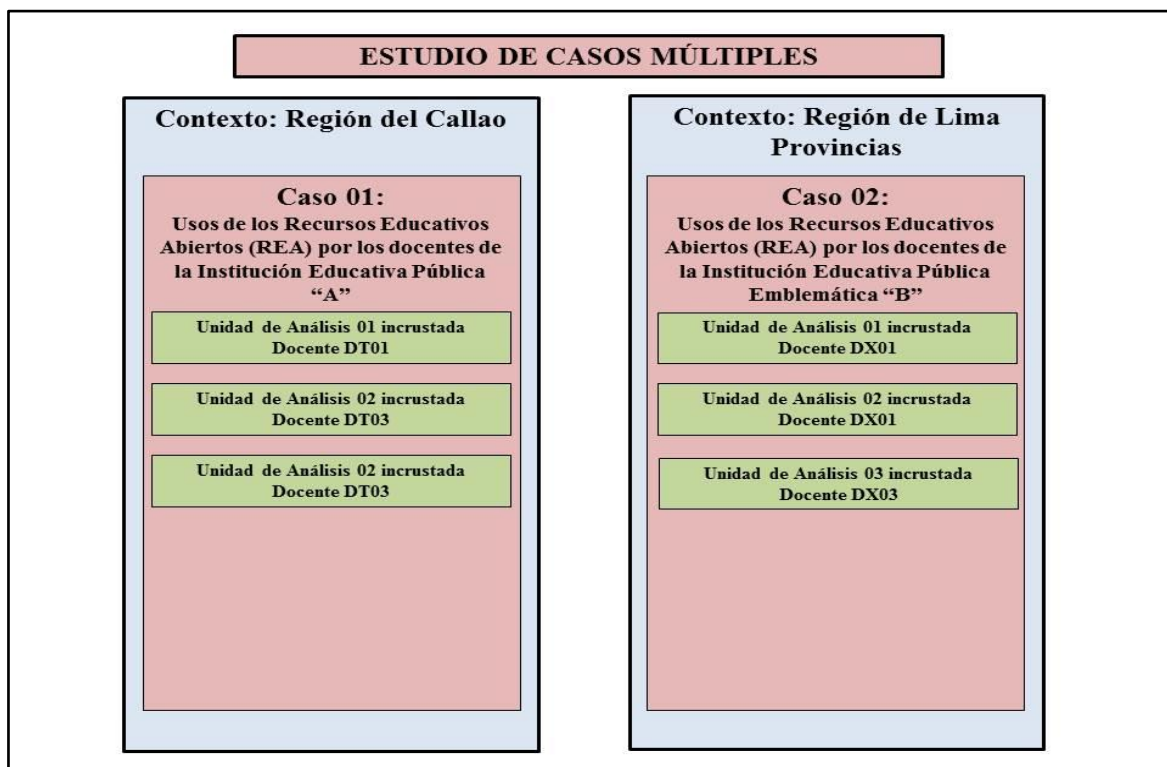 ESTUDIO DE CASOS MÚLTIPLES
Contexto: Región del Callao
Caso 01:
Usos de los Recursos Educativos
Abiertos (REA) por los docentes de
la Institución Educativa Pública
“A”
Unidad de Análisis 01 incrustada
Docente DT01
Unidad de Análisis 02 incrustada
Docente DT03
Unidad de Análisis 02 incrustada
Docente DT03
Contexto: Región de Lima
Provincias
Caso 02:
Usos de los Recursos Educativos
Abiertos (REA) por los docentes de
la Institución Educativa Pública
Emblemática “B”
Unidad de Análisis 01 incrustada
Docente DX01
Unidad de Análisis 02 incrustada
Docente DX01
Unidad de Análisis 03 incrustada
Docente DX03